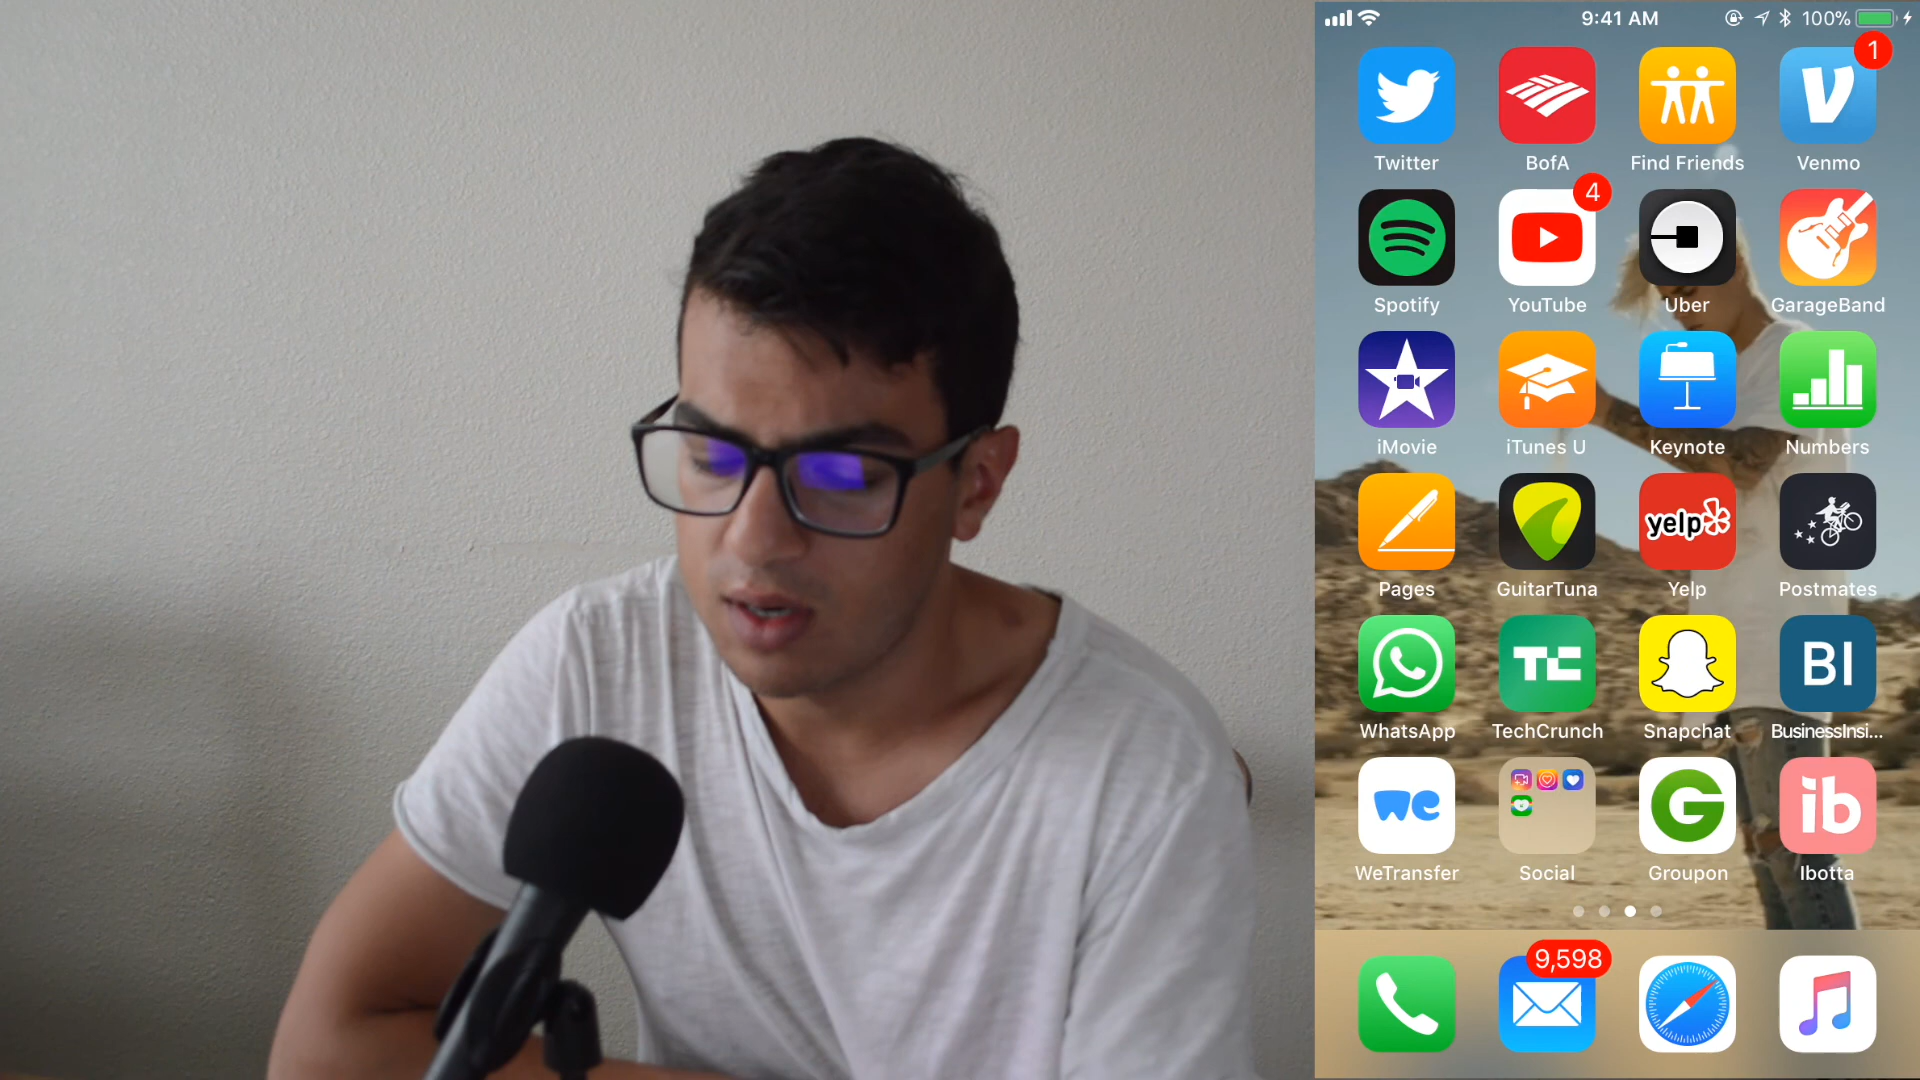 9:41 AM 100%
1
Twitter BofA Find Friends Venmo
4
Spotify YouTube Uber GarageBand
iMovie iTunes U Keynote Numbers
yelp
Pages GuitarTuna Yelp Postmates
TC BI
WhatsApp TechCrunch Snapchat BusinessInsi...
we G ib
WeTransfer Social Groupon Ibotta
9,598